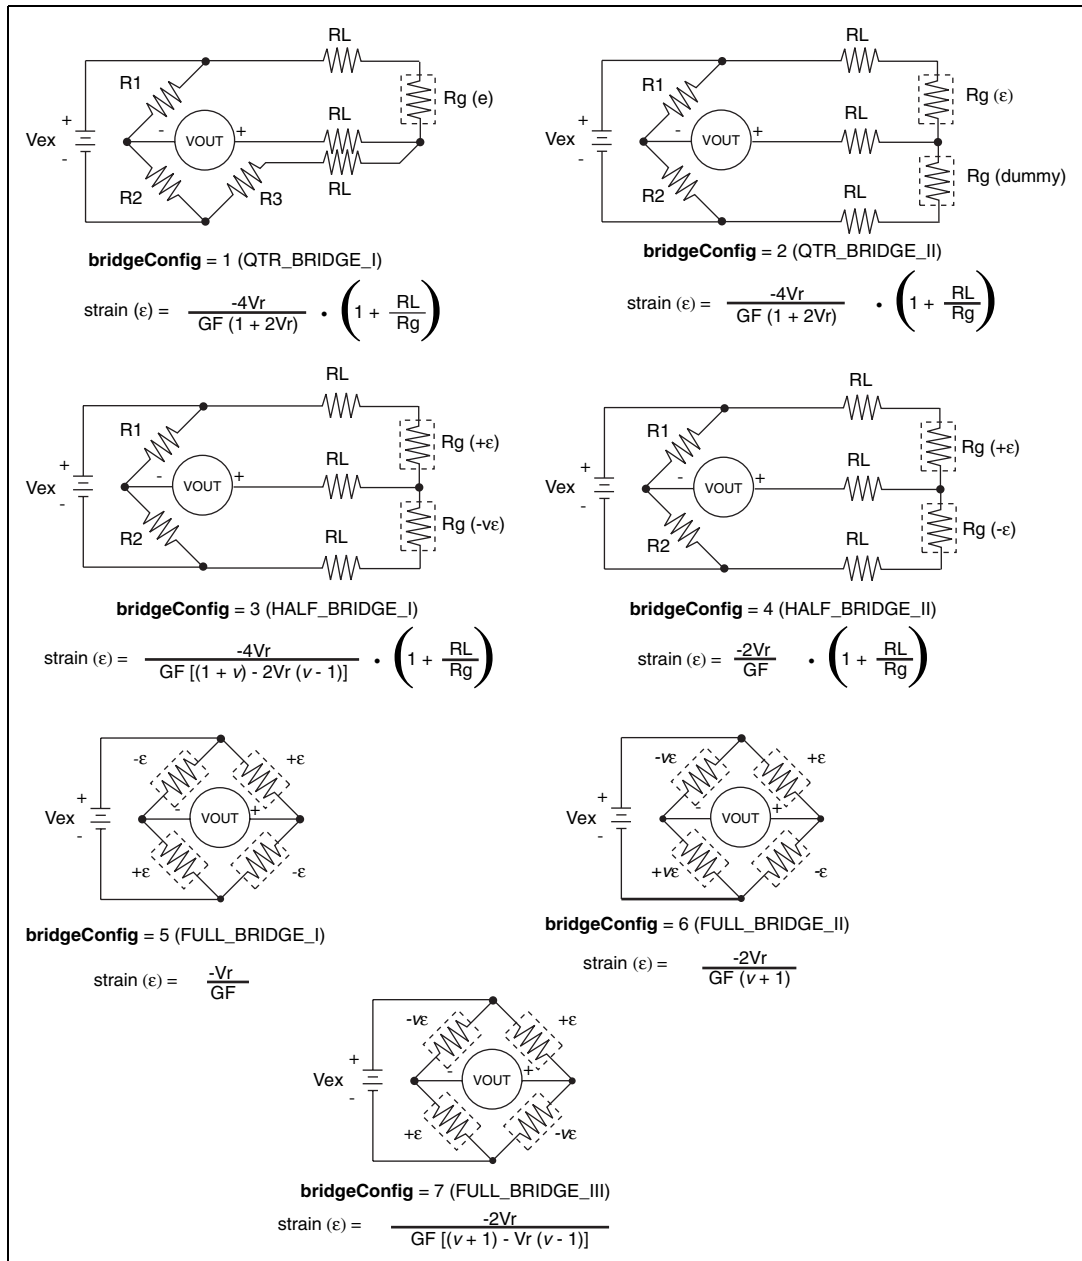 RL
R1
Rg (e)
- VOUT +
RL
+
Vex
-
R2
R3
RL
bridgeConfig = 1 (QTR_BRIDGE_I)
strain (ε) = -4Vr / GF (1 + 2Vr) • (1 + RL / Rg)
RL
R1
Rg (ε)
- VOUT +
RL
+
Vex
-
R2
Rg (dummy)
RL
bridgeConfig = 2 (QTR_BRIDGE_II)
strain (ε) = -4Vr / GF (1 + 2Vr) • (1 + RL / Rg)
RL
R1
Rg (+ε)
+
Vex
-
- VOUT +
RL
R2
Rg (-vε)
RL
bridgeConfig = 3 (HALF_BRIDGE_I)
strain (ε) = -4Vr / GF [(1 + v) - 2Vr (v - 1)] • (1 + RL / Rg)
RL
R1
Rg (+ε)
+
Vex
-
- VOUT +
RL
R2
Rg (-ε)
RL
bridgeConfig = 4 (HALF_BRIDGE_II)
strain (ε) = -2Vr / GF • (1 + RL / Rg)
-ε
+ε
+
Vex
-
- VOUT +
+ε
-ε
bridgeConfig = 5 (FULL_BRIDGE_I)
strain (ε) = -Vr / GF
-vε
+ε
+
Vex
-
- VOUT +
+vε
-ε
bridgeConfig = 6 (FULL_BRIDGE_II)
strain (ε) = -2Vr / GF (v + 1)
-vε
+ε
+
Vex
-
- VOUT +
+ε
-vε
bridgeConfig = 7 (FULL_BRIDGE_III)
strain (ε) = -2Vr / GF [(v + 1) - Vr (v - 1)]